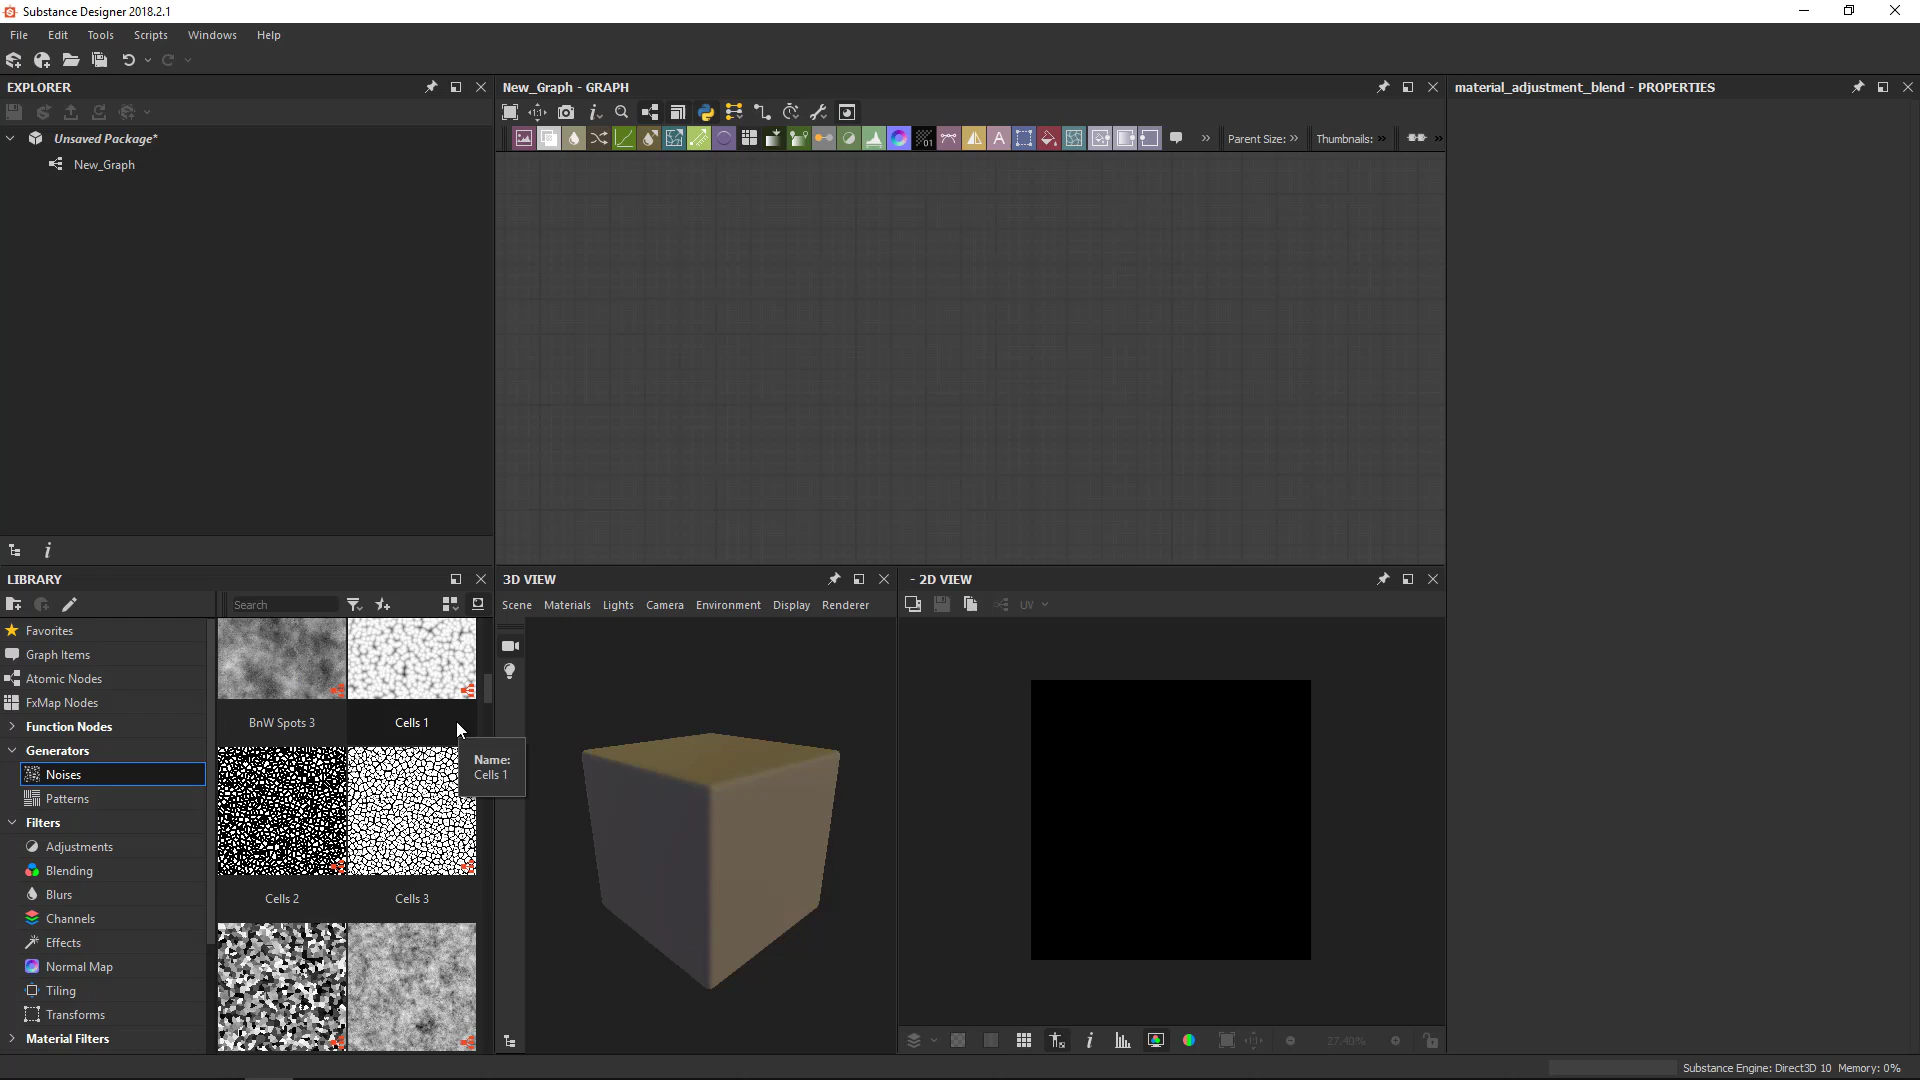 Substance Designer 2018.2.1
File Edit Tools Scripts Windows Help
EXPLORER
Unsaved Package*
New_Graph
New_Graph - GRAPH
01
A
Parent Size: »
Thumbnails: »
material_adjustment_blend - PROPERTIES
LIBRARY
Search
Favorites
Graph Items
Atomic Nodes
FxMap Nodes
Function Nodes
Generators
Noises
Patterns
Filters
Adjustments
Blending
Blurs
Channels
Effects
Normal Map
Tiling
Transforms
Material Filters
BnW Spots 3
Cells 1
Cells 2
Cells 3
Name:
Cells 1
3D VIEW
Scene Materials Lights Camera Environment Display Renderer
- 2D VIEW
UV
27.40%
Substance Engine: Direct3D 10 Memory: 0%